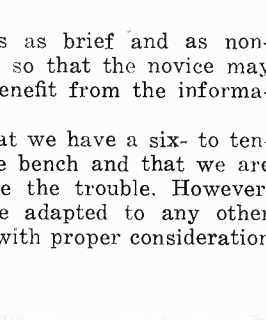 s as brief and as non-
so that the novice may
enefit from the informa-
at we have a six- to ten-
e bench and that we are
e the trouble. However
e adapted to any other
with proper consideration